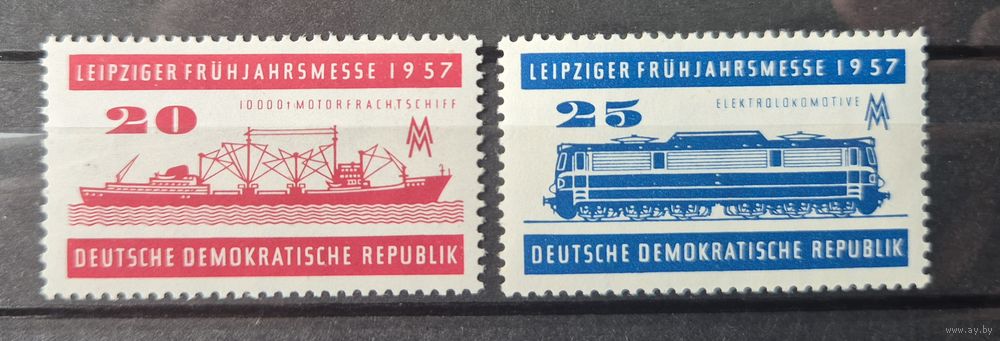 LEIPZIGER FRÜHJAHRSMESSE 1957
20
10000t MOTORFRACHTSCHIFF
MM
DEUTSCHE DEMOKRATISCHE REPUBLIK
LEIPZIGER FRÜHJAHRSMESSE 1957
25
ELEKTROLOKOMOTIVE
MM
DEUTSCHE DEMOKRATISCHE REPUBLIK
www.ay.by